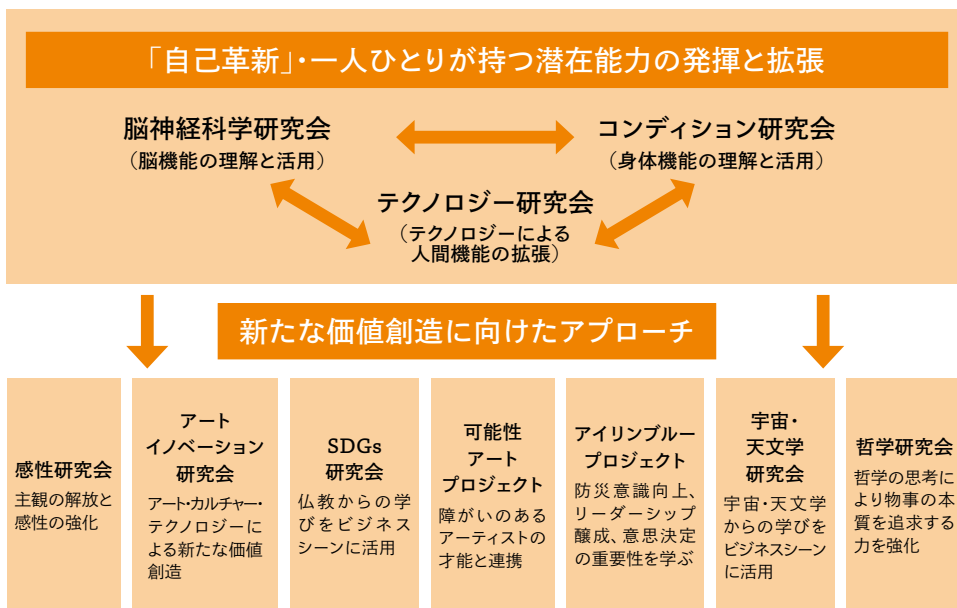 「自己革新」・一人ひとりが持つ潜在能力の発揮と拡張
脳神経科学研究会
（脳機能の理解と活用）
コンディション研究会
（身体機能の理解と活用）
テクノロジー研究会
（テクノロジーによる
人間機能の拡張）
新たな価値創造に向けたアプローチ
感性研究会
主観の解放と
感性の強化
アート
イノベーション
研究会
アート・カルチャー・
テクノロジーによ
る新たな価値
創造
SDGs
研究会
仏教からの学
びをビジネス
シーンに活用
可能性
アート
プロジェクト
障がいのある
アーティストの
才能と連携
アイリンブルー
プロジェクト
防災意識向上、
リーダーシップ
醸成、意思決定
の重要性を学ぶ
宇宙・
天文学
研究会
宇宙・天文学
からの学びを
ビジネスシーン
に活用
哲学研究会
哲学の思考に
より物事の本
質を追求する
力を強化